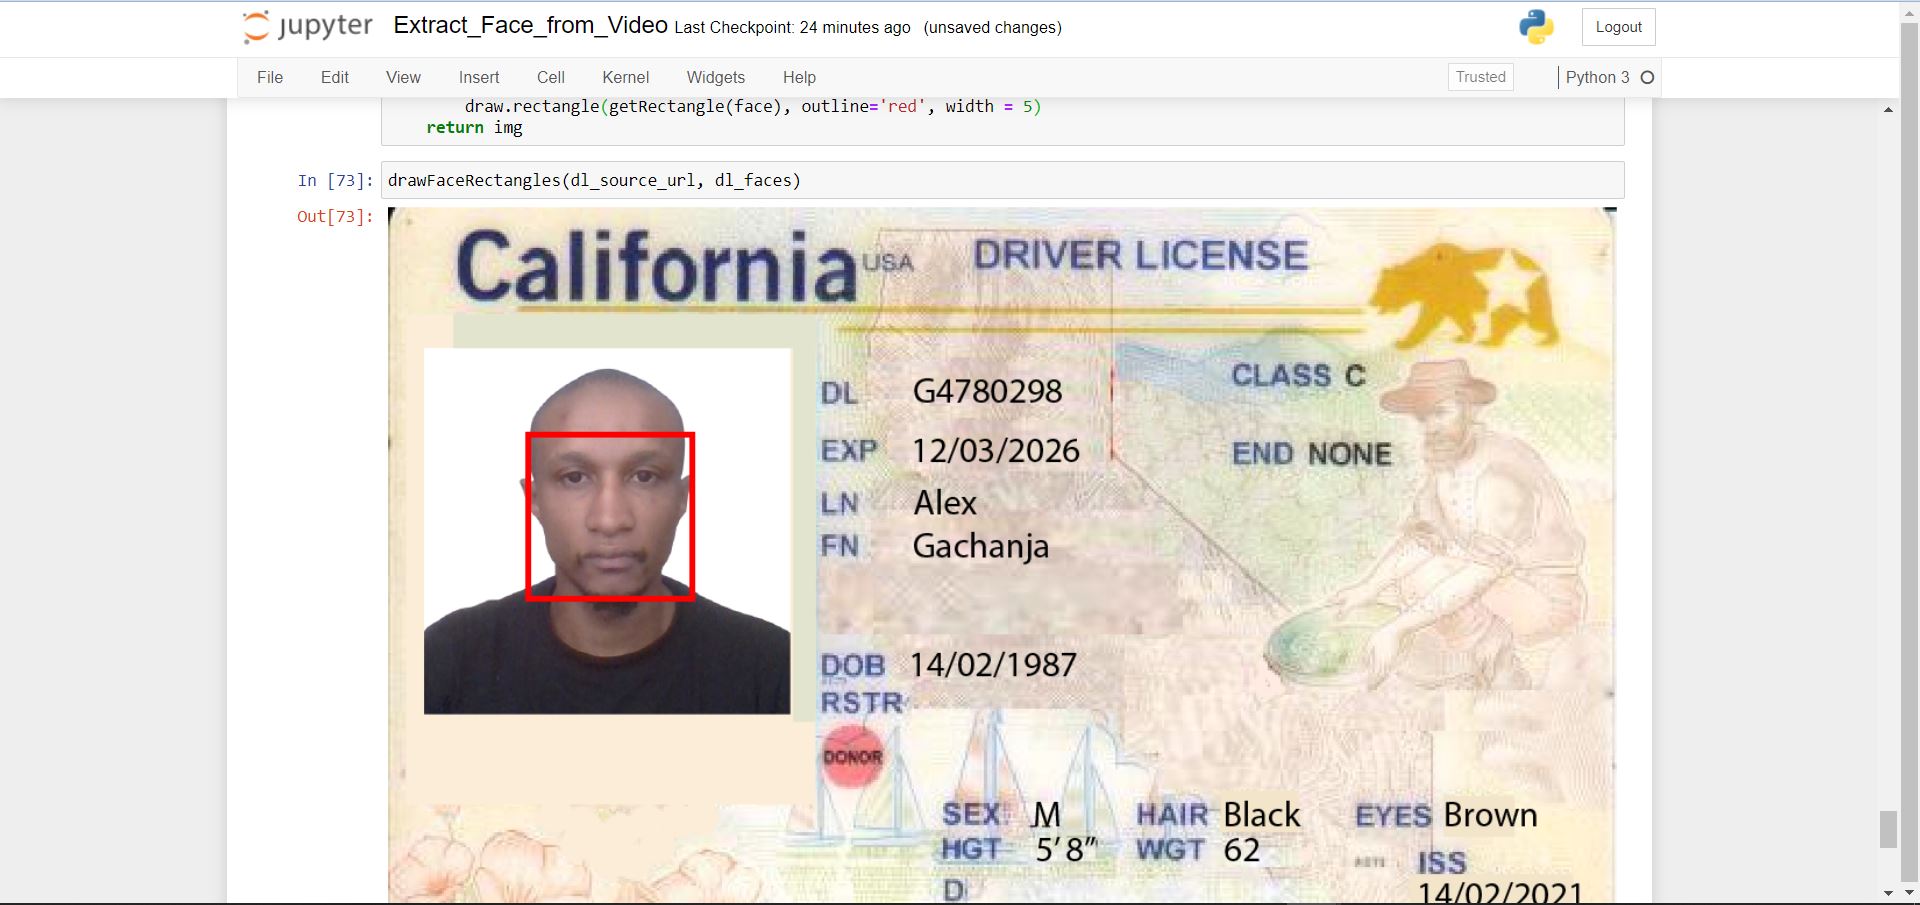 jupyter Extract_Face_from_Video Last Checkpoint: 24 minutes ago (unsaved changes) Logout
File Edit View Insert Cell Kernel Widgets Help Trusted Python 3
draw.rectangle(getRectangle(face), outline='red', width = 5)
return img
In [73]: drawFaceRectangles(dl_source_url, dl_faces)
Out[73]:
California USA DRIVER LICENSE
DL G4780298 CLASS C
EXP 12/03/2026 END NONE
LN Alex
FN Gachanja
DOB 14/02/1987
RSTR
DONOR
SEX M HAIR Black EYES Brown
HGT 5'8" WGT 62
ISS
D 14/02/2021